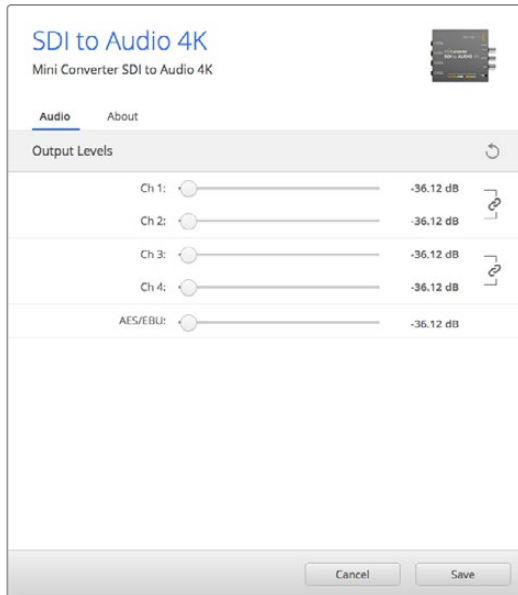 SDI to Audio 4K
Mini Converter SDI to Audio 4K
Audio About
Output Levels
Ch 1: -36.12 dB
Ch 2: -36.12 dB
Ch 3: -36.12 dB
Ch 4: -36.12 dB
AES/EBU: -36.12 dB
Cancel Save